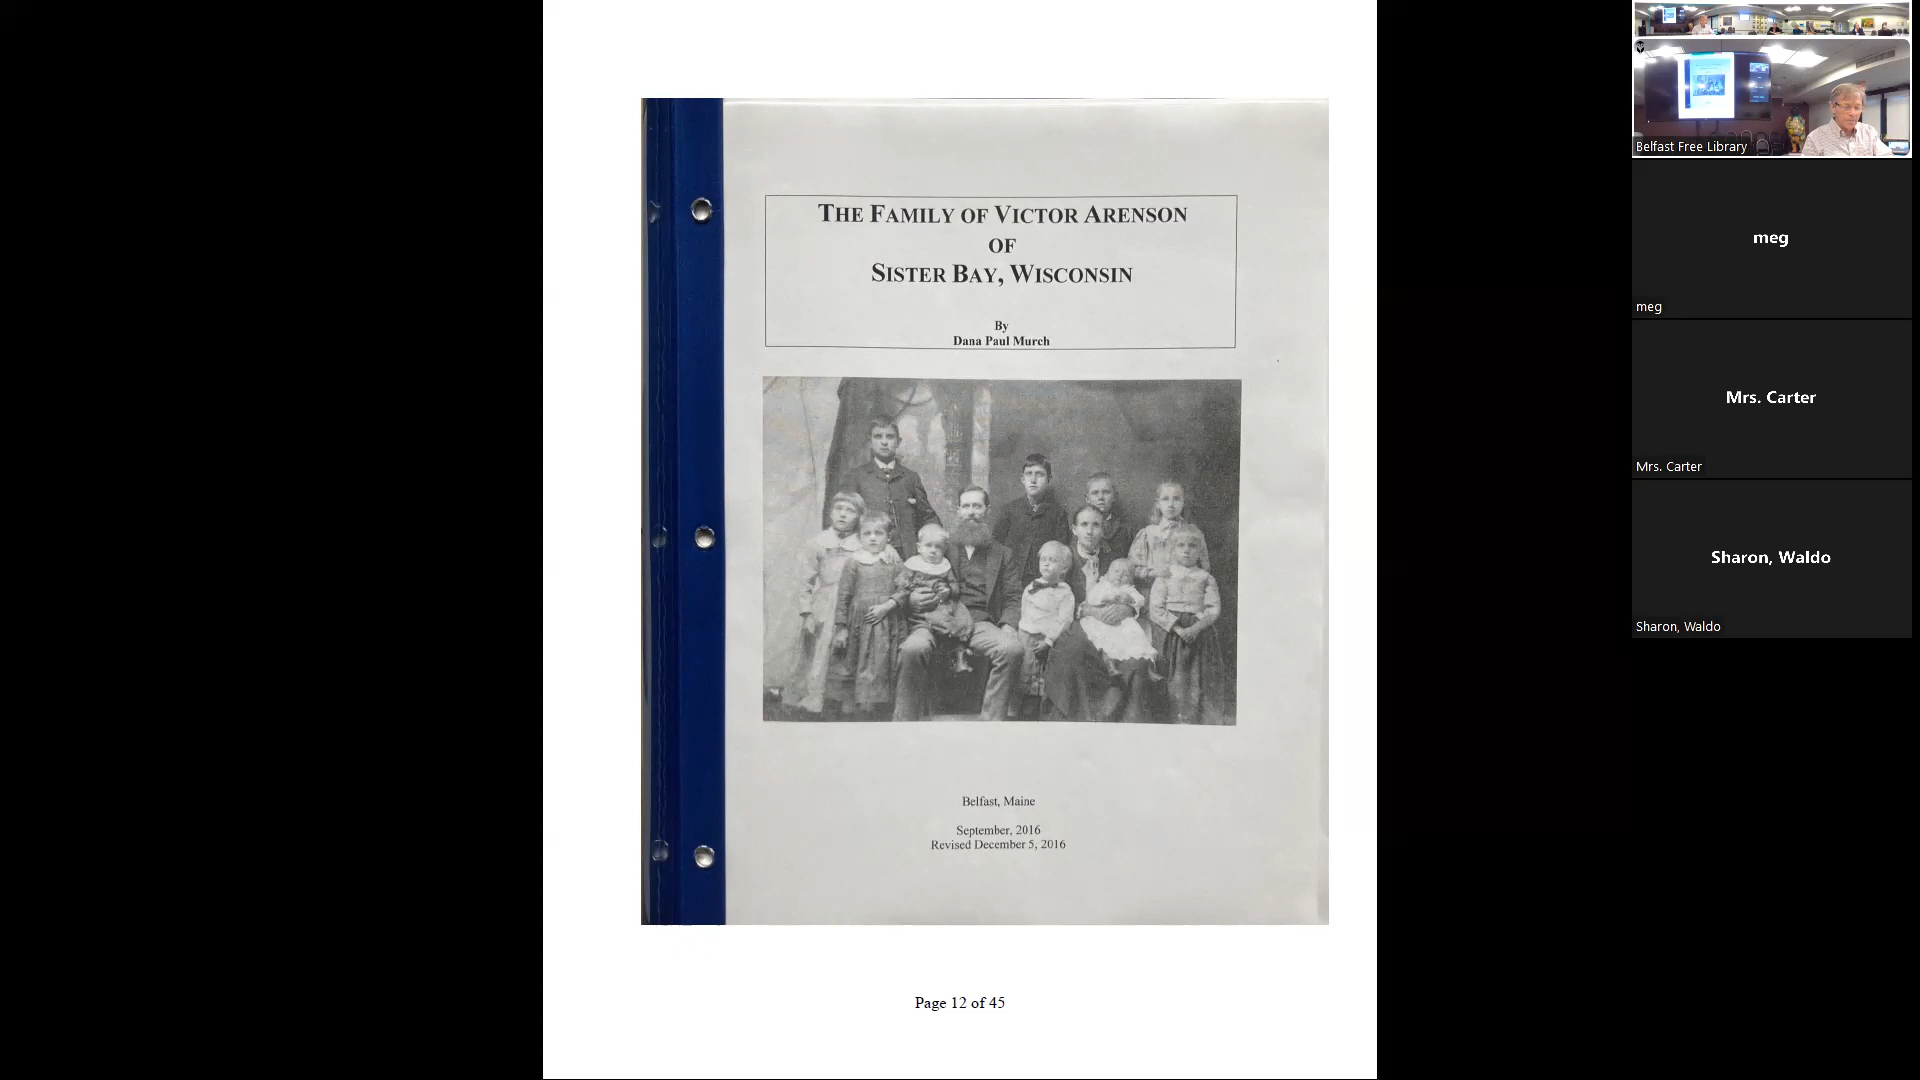 THE FAMILY OF VICTOR ARENSON
OF
SISTER BAY, WISCONSIN
By
Dana Paul Murch
Belfast, Maine
September, 2016
Revised December 5, 2016
Page 12 of 45
Belfast Free Library
meg
meg
Mrs. Carter
Mrs. Carter
Sharon, Waldo
Sharon, Waldo